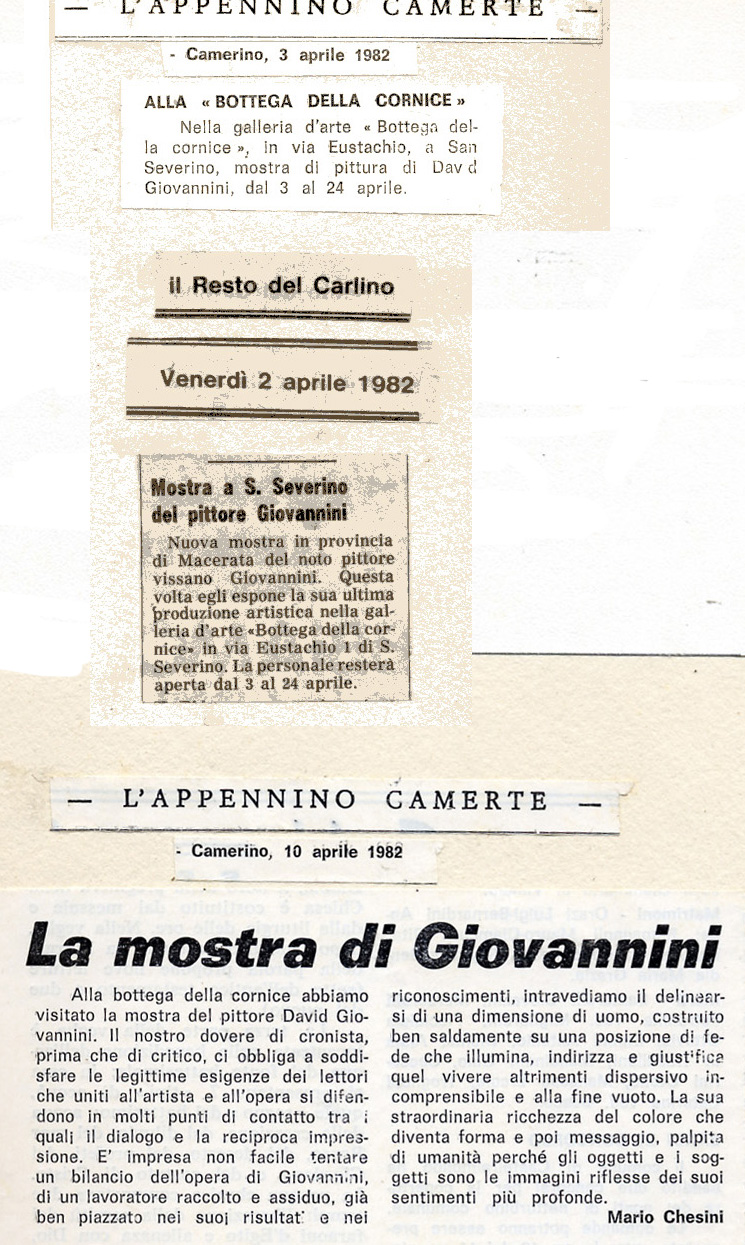 — L'APPENNINO CAMERTE —
- Camerino, 3 aprile 1982
ALLA « BOTTEGA DELLA CORNICE »
Nella galleria d'arte « Bottega del-
la cornice », in via Eustachio, a San
Severino, mostra di pittura di David
Giovannini, dal 3 al 24 aprile.
il Resto del Carlino
Venerdì 2 aprile 1982
Mostra a S. Severino
del pittore Giovannini
Nuova mostra in provincia
di Macerata del noto pittore
vissano Giovannini. Questa
volta egli espone la sua ultima
produzione artistica nella gal-
leria d'arte «Bottega della cor-
nice» in via Eustachio 1 di S.
Severino. La personale resterà
aperta dal 3 al 24 aprile.
— L'APPENNINO CAMERTE —
- Camerino, 10 aprile 1982
La mostra di Giovannini
Alla bottega della cornice abbiamo
visitato la mostra del pittore David Gio-
vannini. Il nostro dovere di cronista,
prima che di critico, ci obbliga a soddi-
sfare le legittime esigenze dei lettori
che uniti all'artista e all'opera si difen-
dono in molti punti di contatto tra i
quali il dialogo e la reciproca impres-
sione. E' impresa non facile tentare
un bilancio dell'opera di Giovannini,
di un lavoratore raccolto e assiduo, già
ben piazzato nei suoi risultati e nei
riconoscimenti, intravediamo il delinear-
si di una dimensione di uomo, costruito
ben saldamente su una posizione di fe-
de che illumina, indirizza e giustifica
quel vivere altrimenti dispersivo in-
comprensibile e alla fine vuoto. La sua
straordinaria ricchezza del colore che
diventa forma e poi messaggio, palpita
di umanità perché gli oggetti e i sog-
getti sono le immagini riflesse dei suoi
sentimenti più profonde.
Mario Chesini